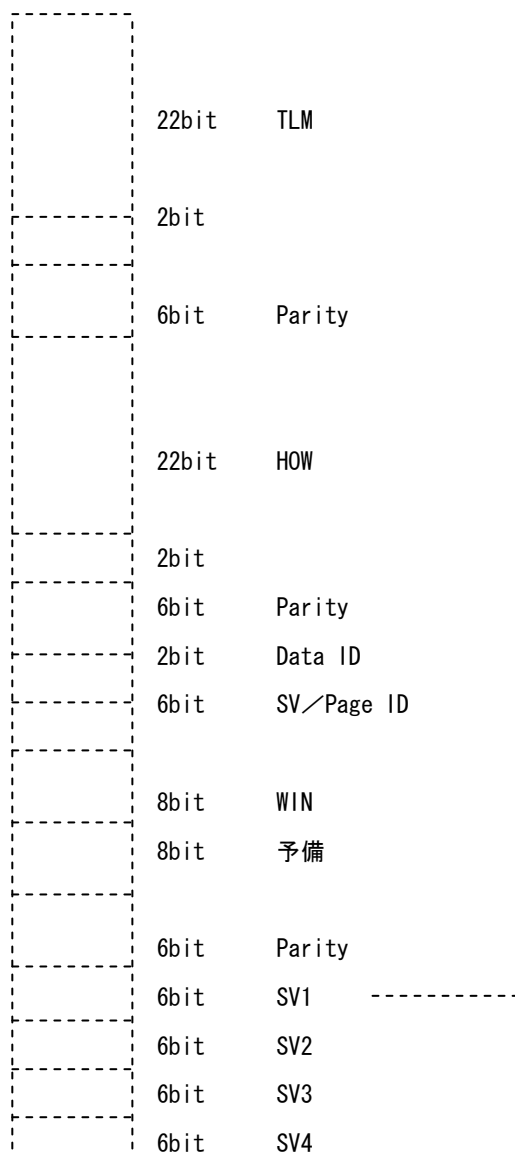 22bit TLM
2bit
6bit Parity
22bit HOW
2bit
6bit Parity
2bit Data ID
6bit SV／Page ID
8bit WIN
8bit 予備
6bit Parity
6bit SV1
6bit SV2
6bit SV3
6bit SV4